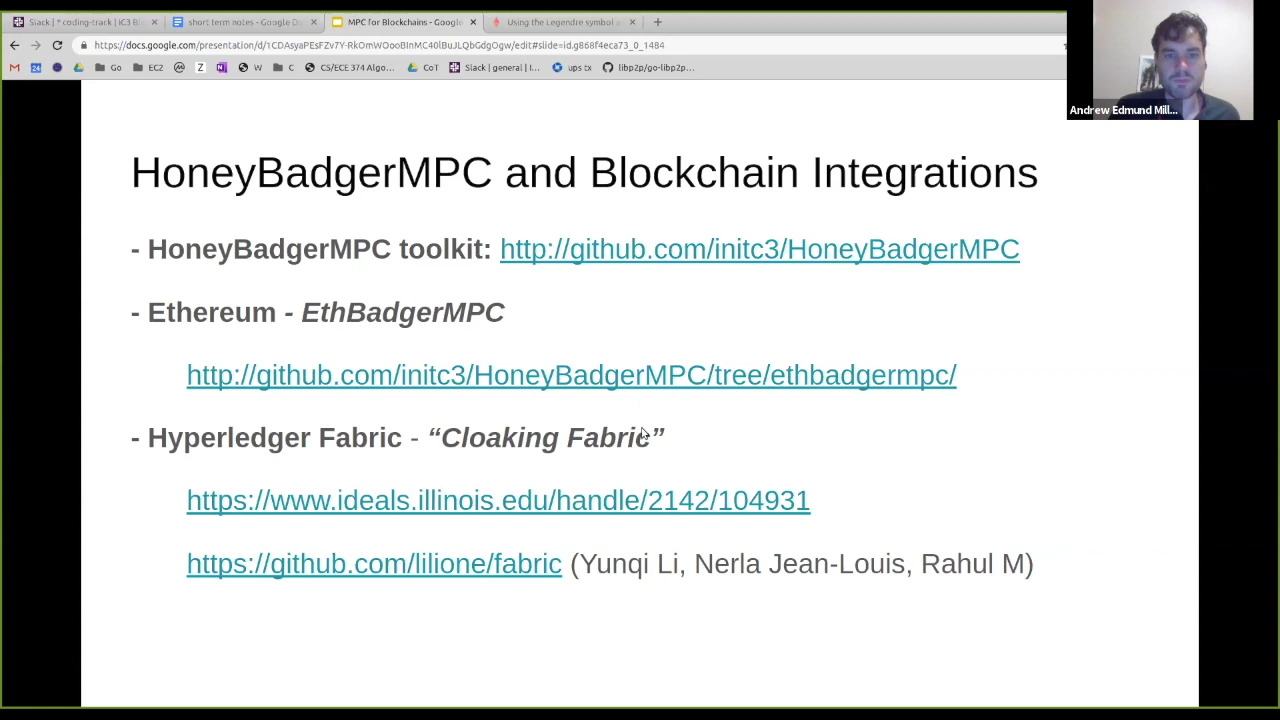 Slack | * coding-track | IC3 Bl
short term notes - Google D
MPC for Blockchains - Google
Using the Legendre symbol a
https://docs.google.com/presentation/d/1CDAsyaPEsFZv7Y-RkOmWOooBInMC40lBuJLQbGdgOgw/edit#slide=id.g868f4eca73_0_1484
Go EC2 Z W C CS/ECE 374 Algo... CoT Slack | general | I... ups tx libp2p/go-libp2p...
Andrew Edmund Mill...
HoneyBadgerMPC and Blockchain Integrations
- HoneyBadgerMPC toolkit: http://github.com/initc3/HoneyBadgerMPC
- Ethereum - EthBadgerMPC
http://github.com/initc3/HoneyBadgerMPC/tree/ethbadgermpc/
- Hyperledger Fabric - “Cloaking Fabric”
https://www.ideals.illinois.edu/handle/2142/104931
https://github.com/lilione/fabric (Yunqi Li, Nerla Jean-Louis, Rahul M)